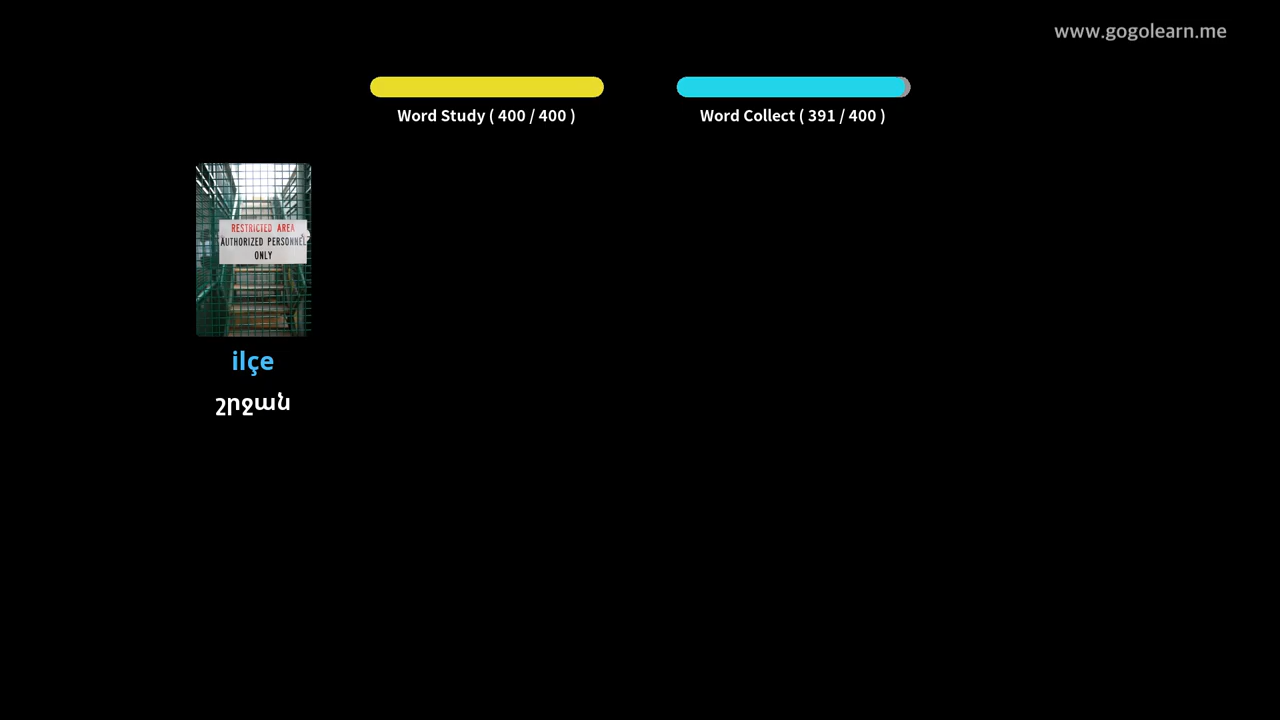 www.gogolearn.me
Word Study ( 400 / 400 )
Word Collect ( 391 / 400 )
RESTRICTED AREA
AUTHORIZED PERSONNEL
ONLY
ilçe
շրջան